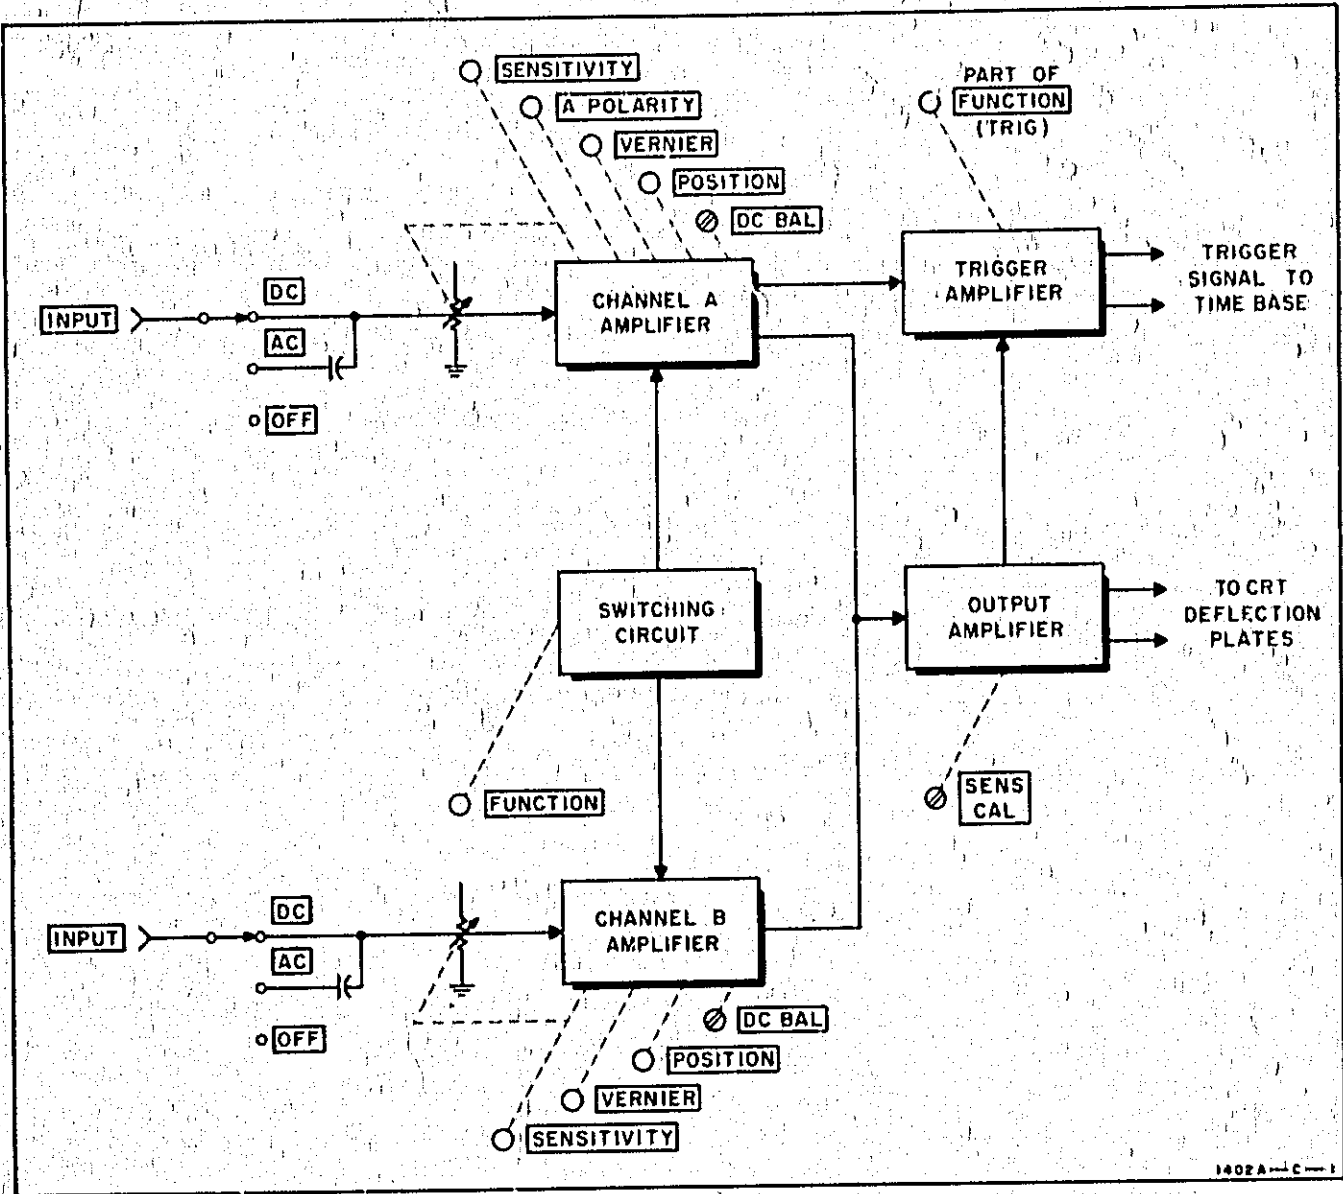 SENSITIVITY
A POLARITY
VERNIER
POSITION
DC BAL
PART OF
FUNCTION
(TRIG)
INPUT
DC
AC
OFF
CHANNEL A
AMPLIFIER
TRIGGER
AMPLIFIER
TRIGGER
SIGNAL TO
TIME BASE
SWITCHING
CIRCUIT
OUTPUT
AMPLIFIER
TO CRT
DEFLECTION
PLATES
FUNCTION
SENS
CAL
INPUT
DC
AC
OFF
CHANNEL B
AMPLIFIER
DC BAL
POSITION
VERNIER
SENSITIVITY
1402A-C-1